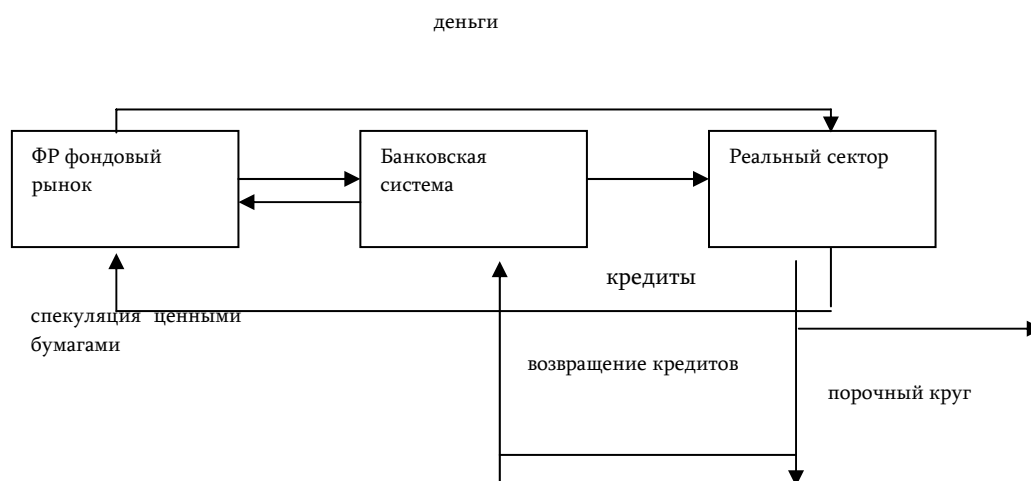 деньги
ФР фондовый
рынок
Банковская
система
Реальный сектор
кредиты
спекуляция ценными
бумагами
возвращение кредитов
порочный круг